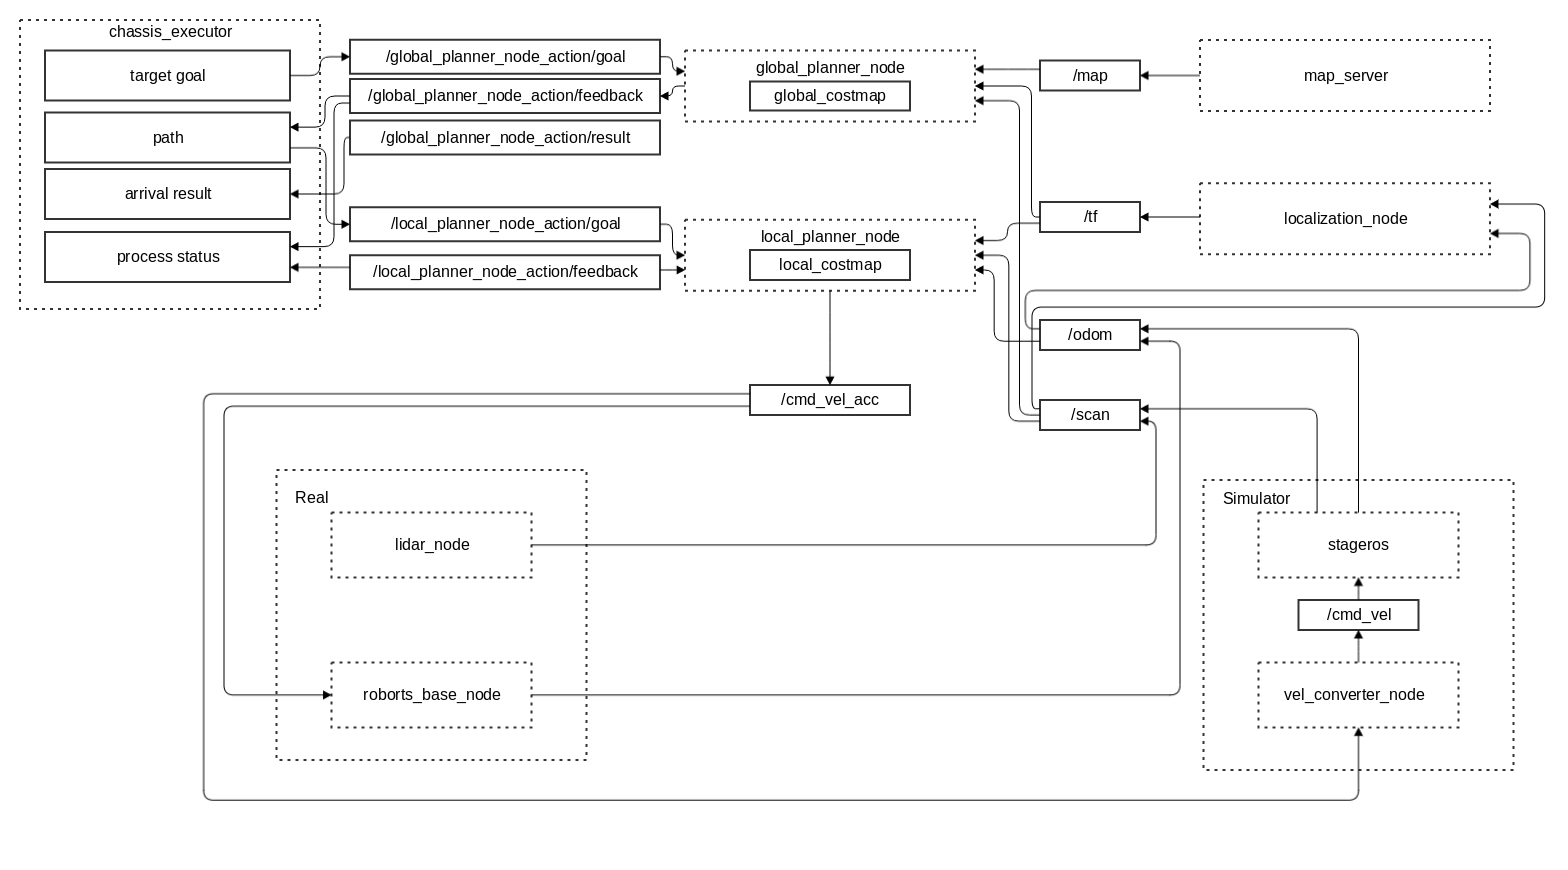 chassis_executor
target goal
path
arrival result
process status
/global_planner_node_action/goal
/global_planner_node_action/feedback
/global_planner_node_action/result
/local_planner_node_action/goal
/local_planner_node_action/feedback
global_planner_node
global_costmap
local_planner_node
local_costmap
/map
map_server
/tf
localization_node
/odom
/scan
/cmd_vel_acc
Real
lidar_node
roborts_base_node
Simulator
stageros
/cmd_vel
vel_converter_node